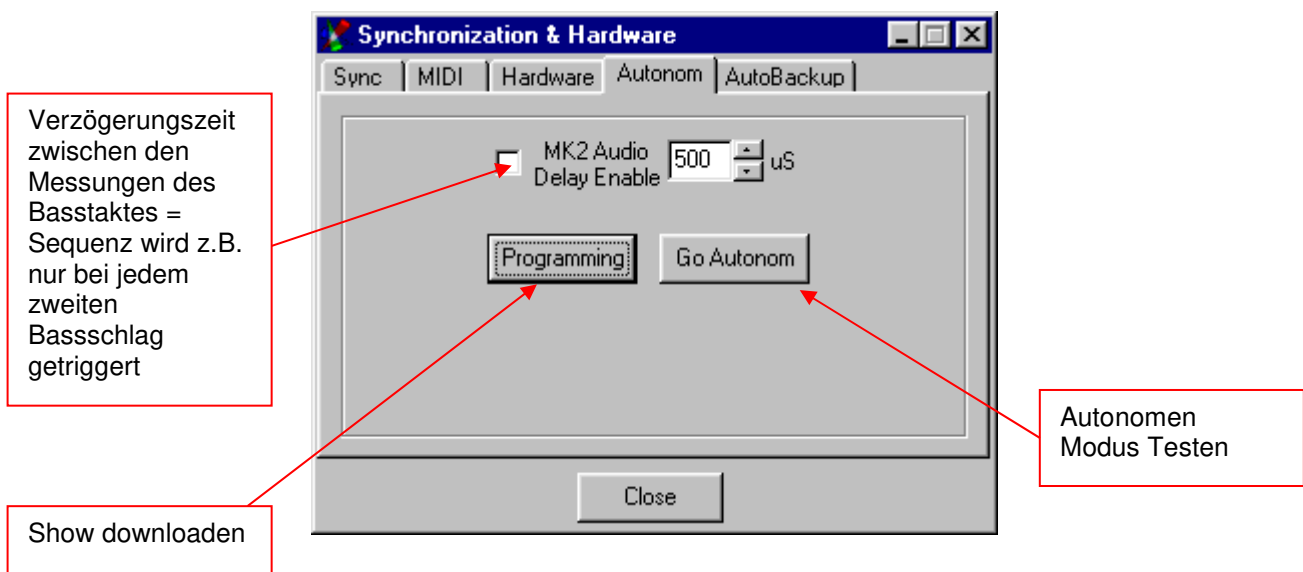 Synchronization & Hardware
Sync MIDI Hardware Autonom AutoBackup
Verzögerungszeit
zwischen den
Messungen des
Basstaktes =
Sequenz wird z.B.
nur bei jedem
zweiten
Bassschlag
getriggert
MK2 Audio
Delay Enable
500 uS
Programming Go Autonom
Autonomen
Modus Testen
Close
Show downloaden